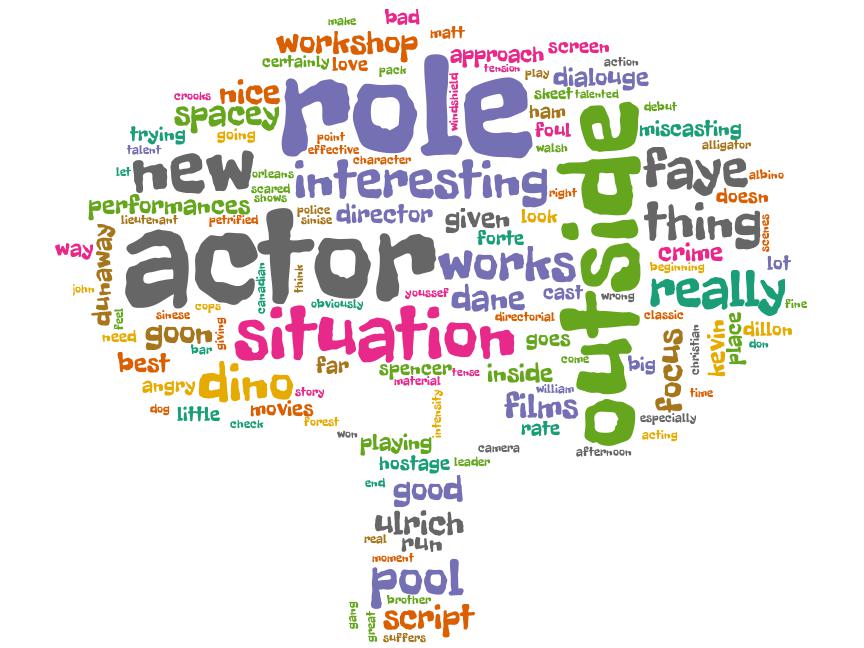 make
bad
workshop
matt
certainly
love
pack
approach
screen
tension
play
action
dialouge
crooks
nice
role
windshield
skeet
talented
spacey
ham
outside
debut
trying
going
point
foul
miscasting
talent
effective
walsh
alligator
let
new
orleans
character
interesting
faye
albino
scared
right
doesn
performances
shows
police
director
given
look
thing
scenes
lieutenant
petrified
sinise
forte
way
dunaway
actor
works
crime
lot
john
canadian
think
youssef
dane
cast
wrong
beginning
really
fine
feel
sinese
cops
obviously
directorial
classic
need
goon
giving
situation
goes
focus
christian
kevin
place
dillon
don
bar
best
far
spencer
tense
inside
come
big
angry
dino
story
material
william
time
dog
little
movies
intensity
films
especially
check
forest
rate
acting
won
playing
camera
afternoon
hostage
leader
end
good
ulrich
real
run
moment
pool
brother
gang
great
script
suffers